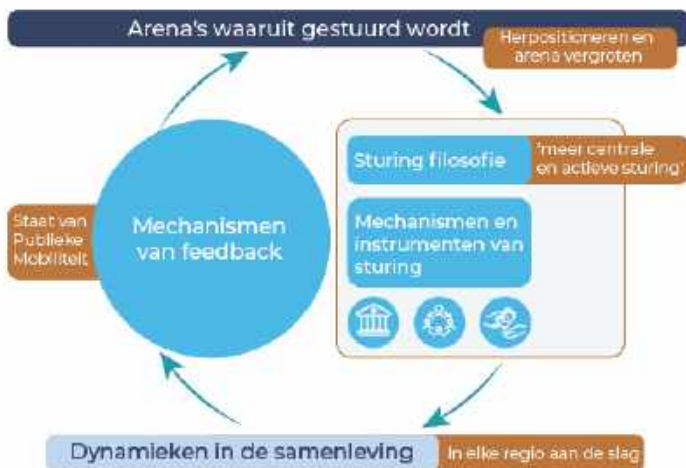 Arena's waaruit gestuurd wordt
Herpositioneren en
arena vergroten
Sturing filosofie
'meer centrale
en actieve sturing'
Mechanismen en
instrumenten van
sturing
Mechanismen
van feedback
Staat van
Publieke
Mobiliteit
Dynamieken in de samenleving
In elke regio aan de slag